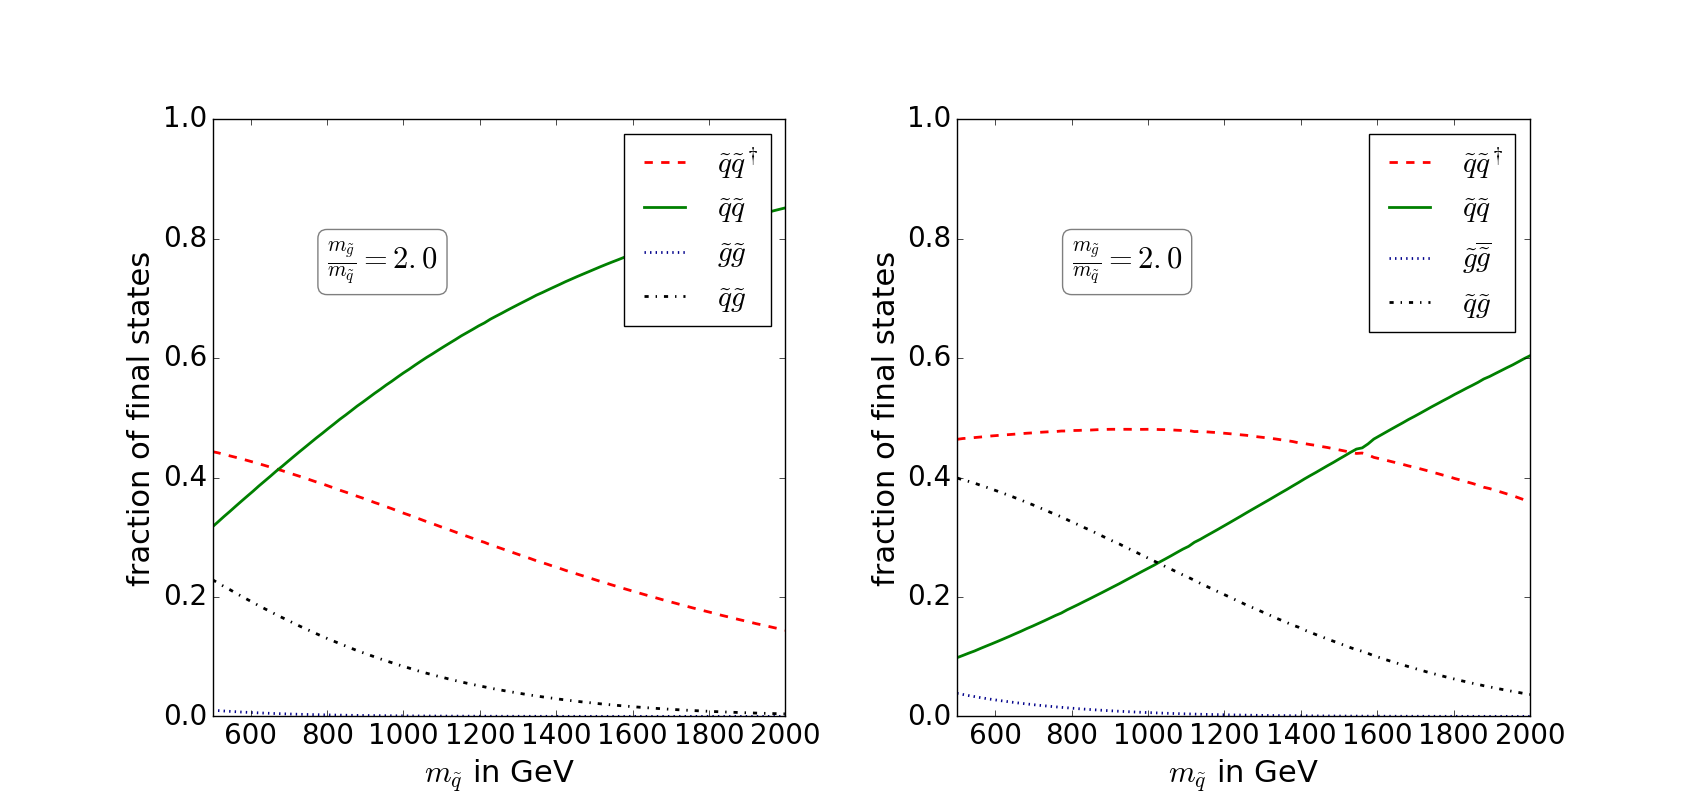 1.0
0.8
0.6
0.4
0.2
0.0
fraction of final states
600 800 1000 1200 1400 1600 1800 2000
m_q̃ in GeV
m_g̃/m_q̃ = 2.0
q̃q̃†
q̃q̃
g̃g̃
q̃g̃
1.0
0.8
0.6
0.4
0.2
0.0
fraction of final states
600 800 1000 1200 1400 1600 1800 2000
m_q̃ in GeV
m_g̃/m_q̃ = 2.0
q̃q̃†
q̃q̃
g̃g̃̅
q̃g̃